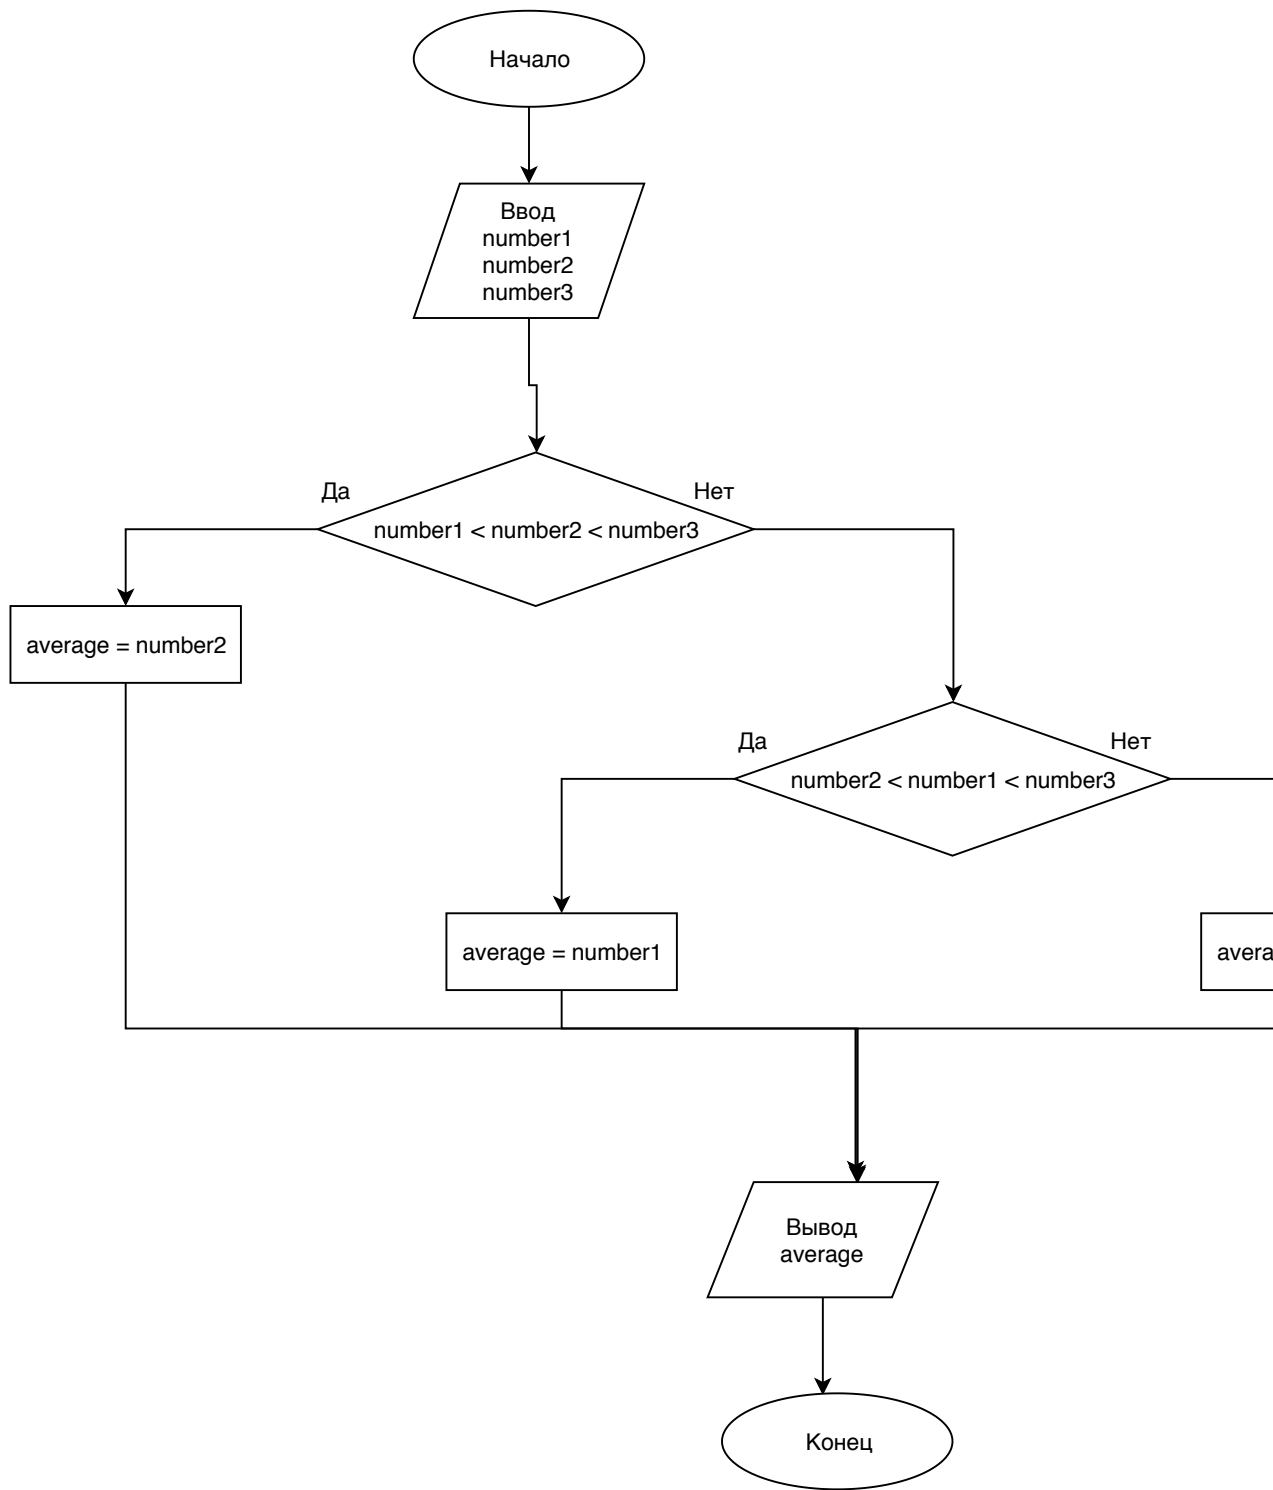 Начало
Ввод
number1
number2
number3
Да
Нет
number1 < number2 < number3
average = number2
Да
Нет
number2 < number1 < number3
average = number1
Вывод
average
Конец